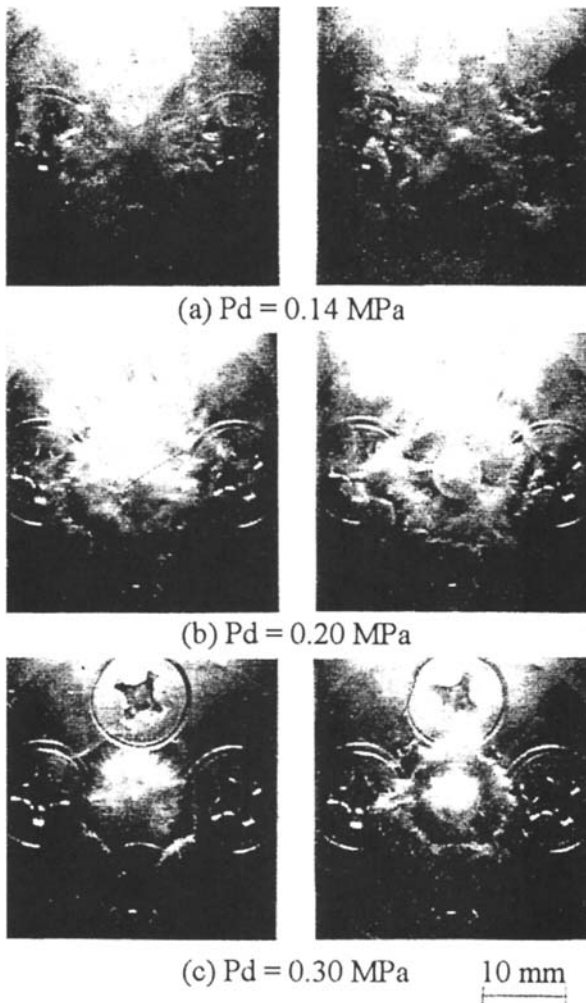 (a) Pd = 0.14 MPa
(b) Pd = 0.20 MPa
(c) Pd = 0.30 MPa
10 mm